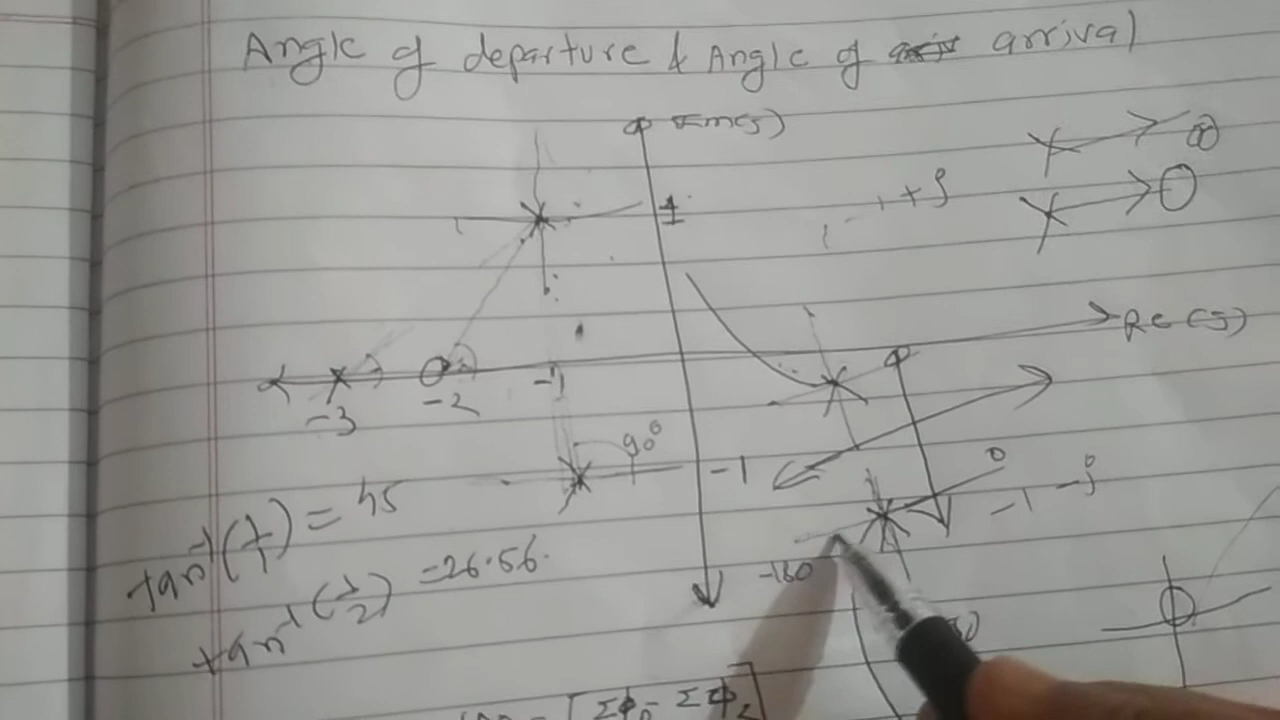 Angle of departure & Angle of arrival
Im(s)
1
+j
Re(s)
-3
-2
-1
90°
-1
-1 -j
tan⁻¹(1/1) = 45
tan⁻¹(1/2) = 26.56.
-180